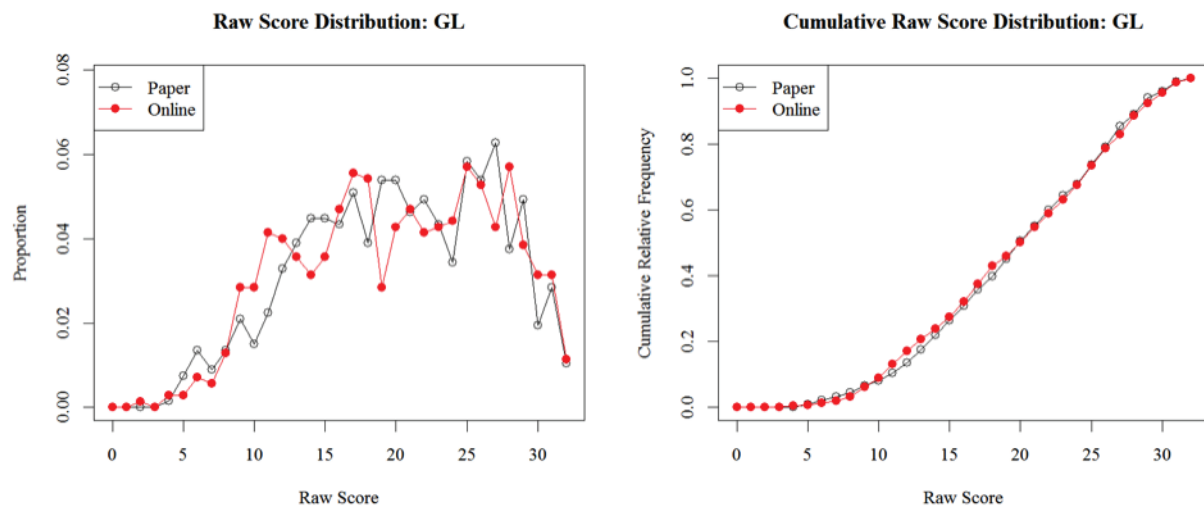 Raw Score Distribution: GL
Paper
Online
Proportion
0.08
0.06
0.04
0.02
0.00
0 5 10 15 20 25 30
Raw Score
Cumulative Raw Score Distribution: GL
Paper
Online
Cumulative Relative Frequency
1.0
0.8
0.6
0.4
0.2
0.0
0 5 10 15 20 25 30
Raw Score